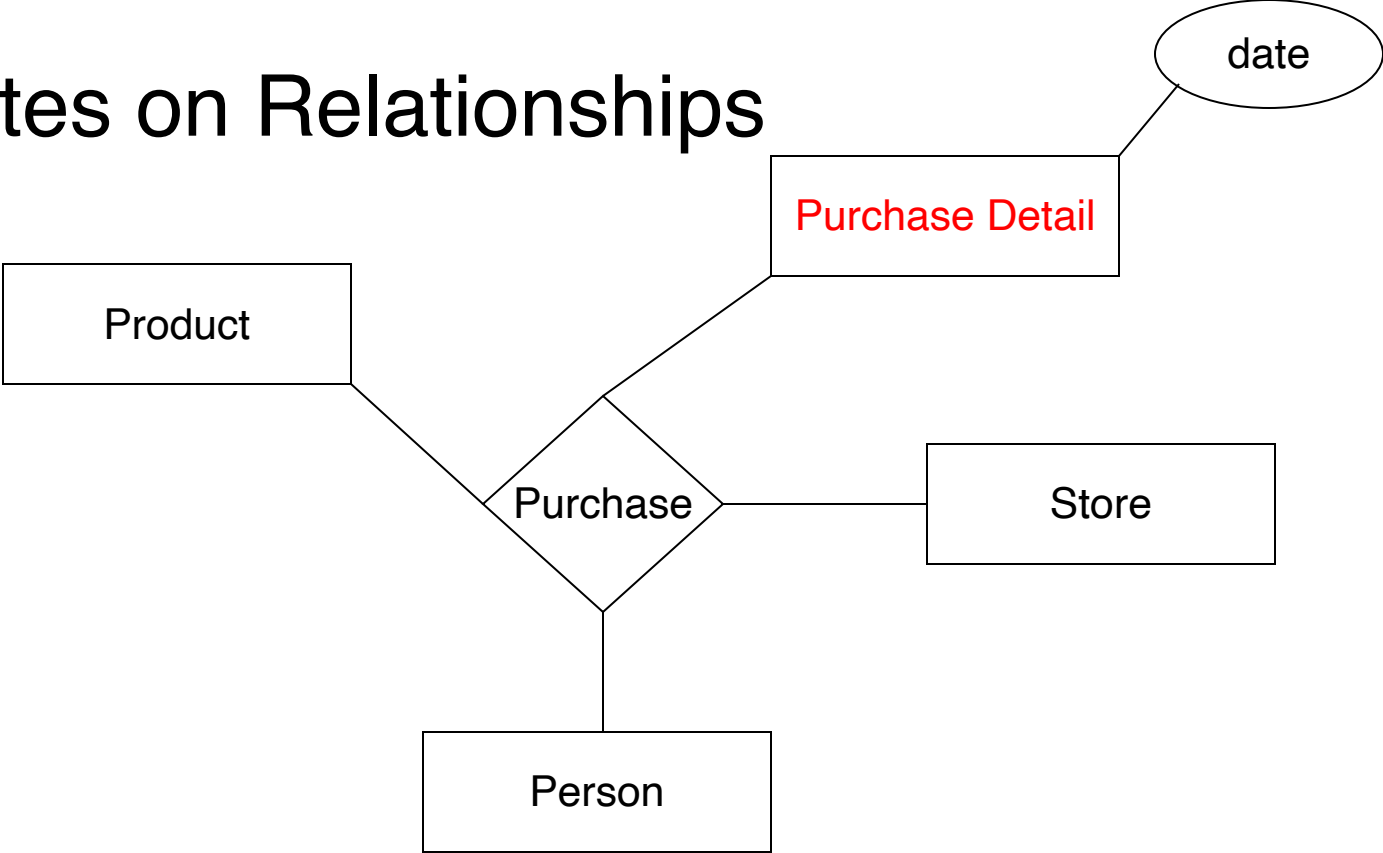 tes on Relationships
date
Purchase Detail
Product
Purchase
Store
Person